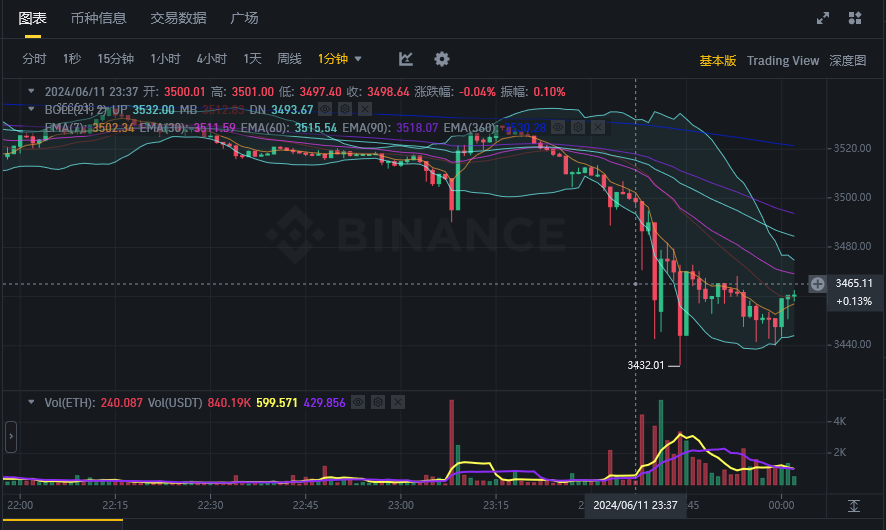 图表 币种信息 交易数据 广场
分时 1秒 15分钟 1小时 4小时 1天 周线 1分钟 基本版 Trading View 深度图
2024/06/11 23:37 开: 3500.01 高: 3501.00 低: 3497.40 收: 3498.64 涨跌幅: -0.04% 振幅: 0.10%
BOLL(21, 2) UP 3532.00 MB 3512.83 DN 3493.67
EMA(7): 3502.34 EMA(30): 3511.59 EMA(60): 3515.54 EMA(90): 3518.07 EMA(360):
3520.00
3500.00
BINANCE
3480.00
3465.11
+0.13%
3440.00
3432.01
Vol(ETH): 240.087 Vol(USDT) 840.19K 599.571 429.856
4K
2K
22:00 22:15 22:30 22:45 23:00 23:15 2024/06/11 23:37 :45 00:00